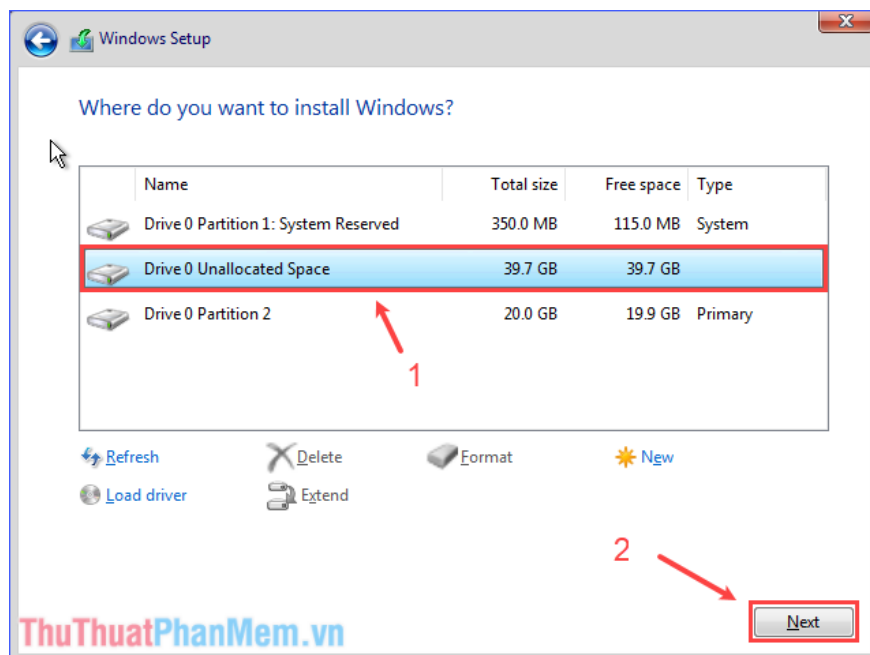 Windows Setup
X
Where do you want to install Windows?
Name Total size Free space Type
Drive 0 Partition 1: System Reserved 350.0 MB 115.0 MB System
Drive 0 Unallocated Space 39.7 GB 39.7 GB
Drive 0 Partition 2 20.0 GB 19.9 GB Primary
1
Refresh Delete Format New
Load driver Extend
2
Next
ThuThuatPhanMem.vn